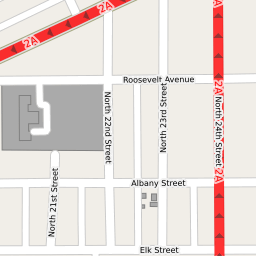 2A
2A
Roosevelt Avenue
2A
North 22nd Street
North 23rd Street
North 24th Street
2A
North 21st Street
Albany Street
Elk Street